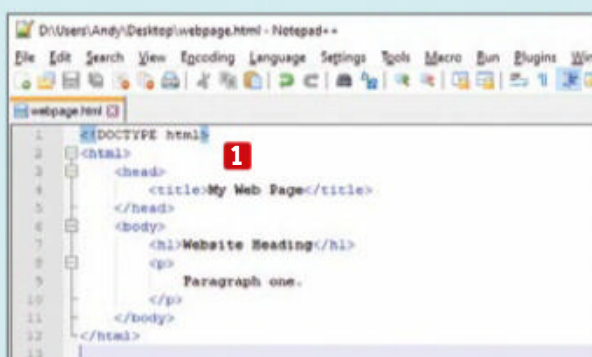 D:\Users\Andy\Desktop\webpage.html - Notepad++
File Edit Search View Encoding Language Settings Tools Macro Run Plugins Win
webpage.html
1 <!DOCTYPE html>
2 <html>
3 <head>
4 <title>My Web Page</title>
5 </head>
6 <body>
7 <h1>Website Heading</h1>
8 <p>
9 Paragraph one.
10 </p>
11 </body>
12 </html>
13
1